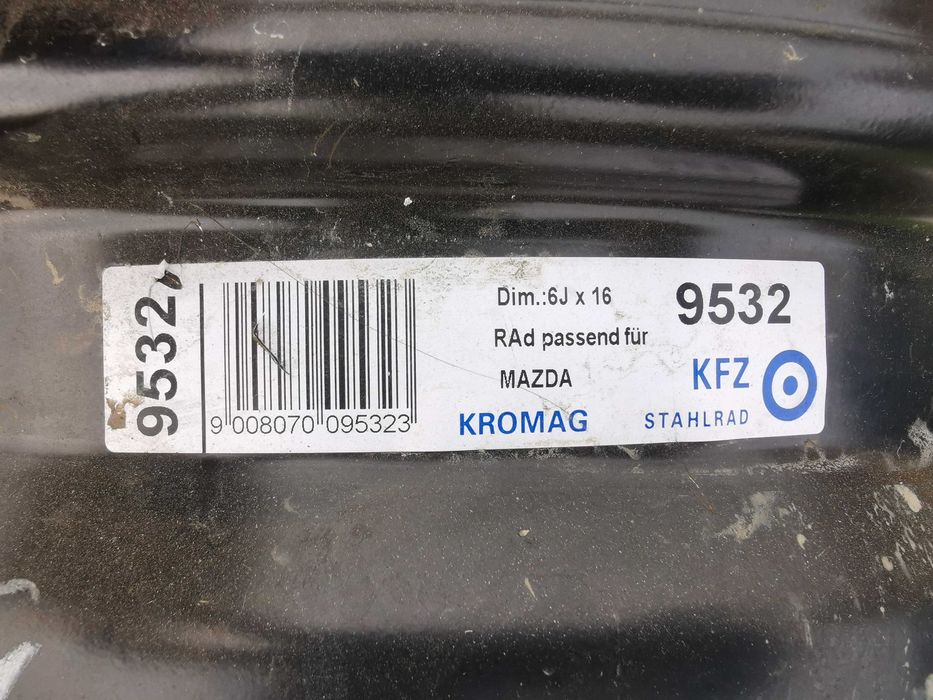 9532
9 008070 095323
Dim.:6J x 16
RAd passend für
MAZDA
KROMAG
9532
KFZ
STAHLRAD